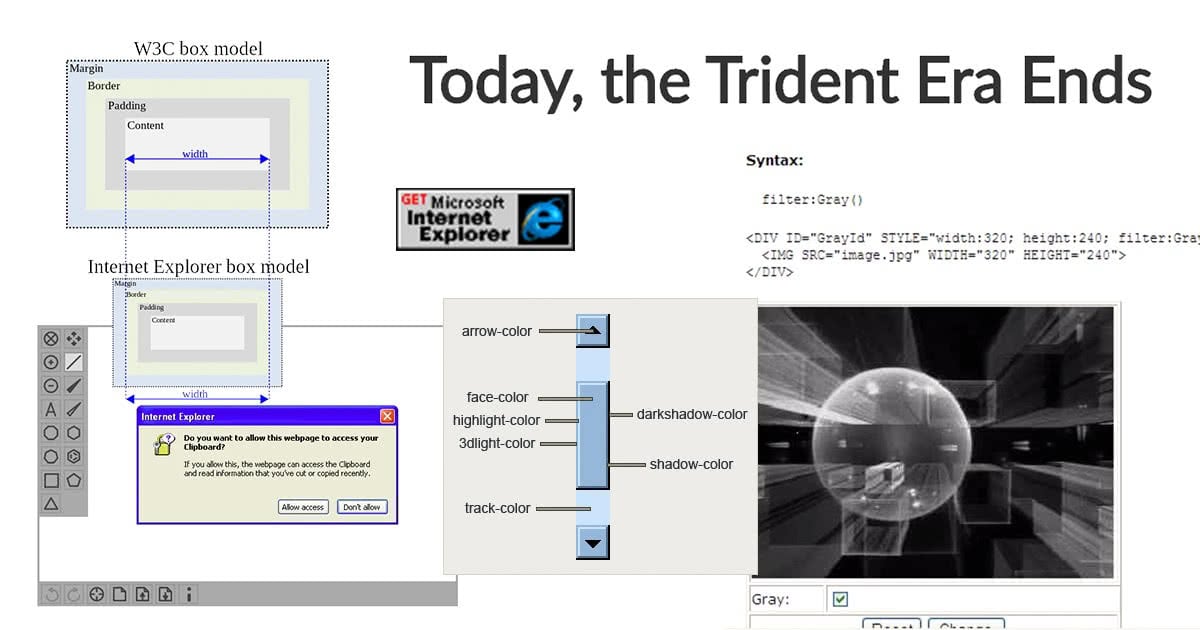 W3C box model
Margin
Border
Padding
Content
width
Internet Explorer box model
Margin
Border
Padding
Content
width
Today, the Trident Era Ends
GET Microsoft
Internet
Explorer
Syntax:
filter:Gray()
<DIV ID="GrayId" STYLE="width:320; height:240; filter:Gray
<IMG SRC="image.jpg" WIDTH="320" HEIGHT="240">
</DIV>
Internet Explorer
Do you want to allow this webpage to access your
Clipboard?
If you allow this, the webpage can access the Clipboard
and read information that you've cut or copied recently.
Allow access
Don't allow
arrow-color
face-color
highlight-color
3dlight-color
track-color
darkshadow-color
shadow-color
Gray:
Reset
Change